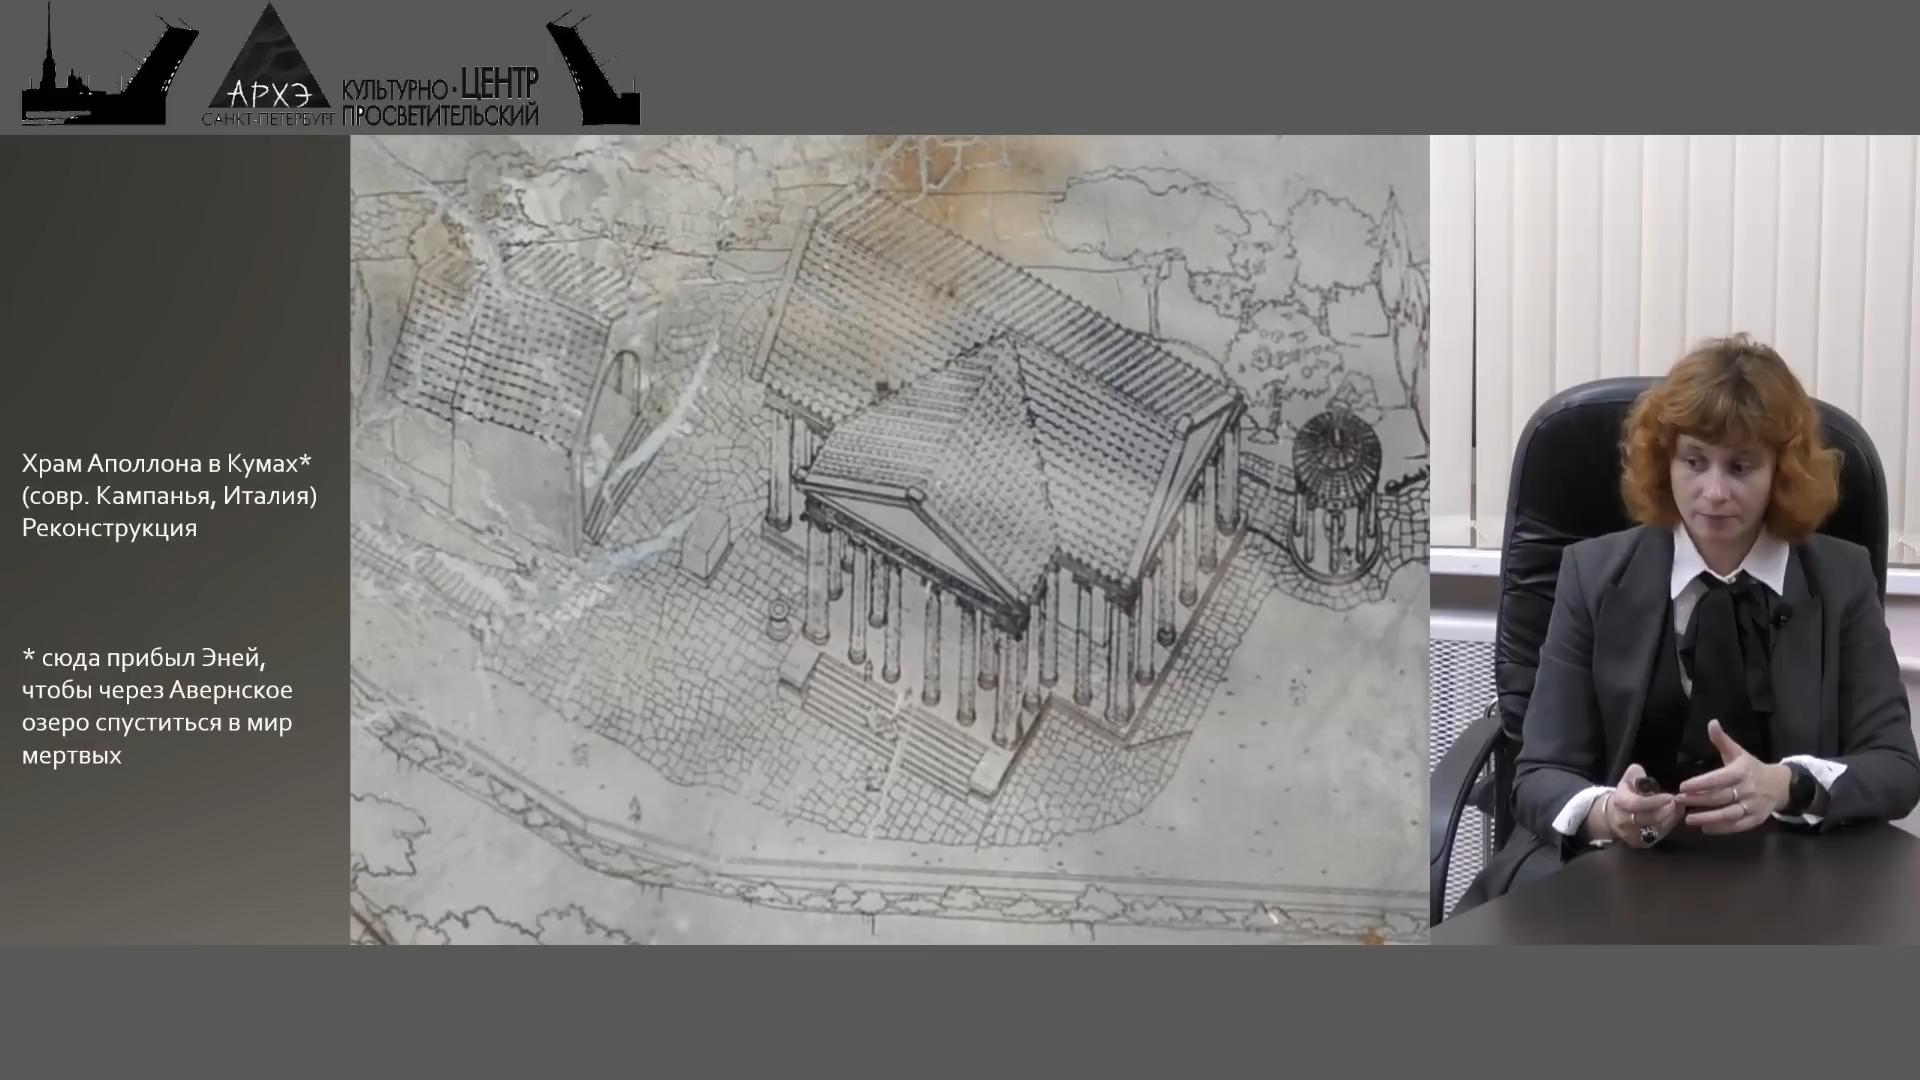 АРХЭ
САНКТ-ПЕТЕРБУРГ
КУЛЬТУРНО·ЦЕНТР
ПРОСВЕТИТЕЛЬСКИЙ
Храм Аполлона в Кумах*
(совр. Кампанья, Италия)
Реконструкция
* сюда прибыл Эней,
чтобы через Авернское
озеро спуститься в мир
мертвых